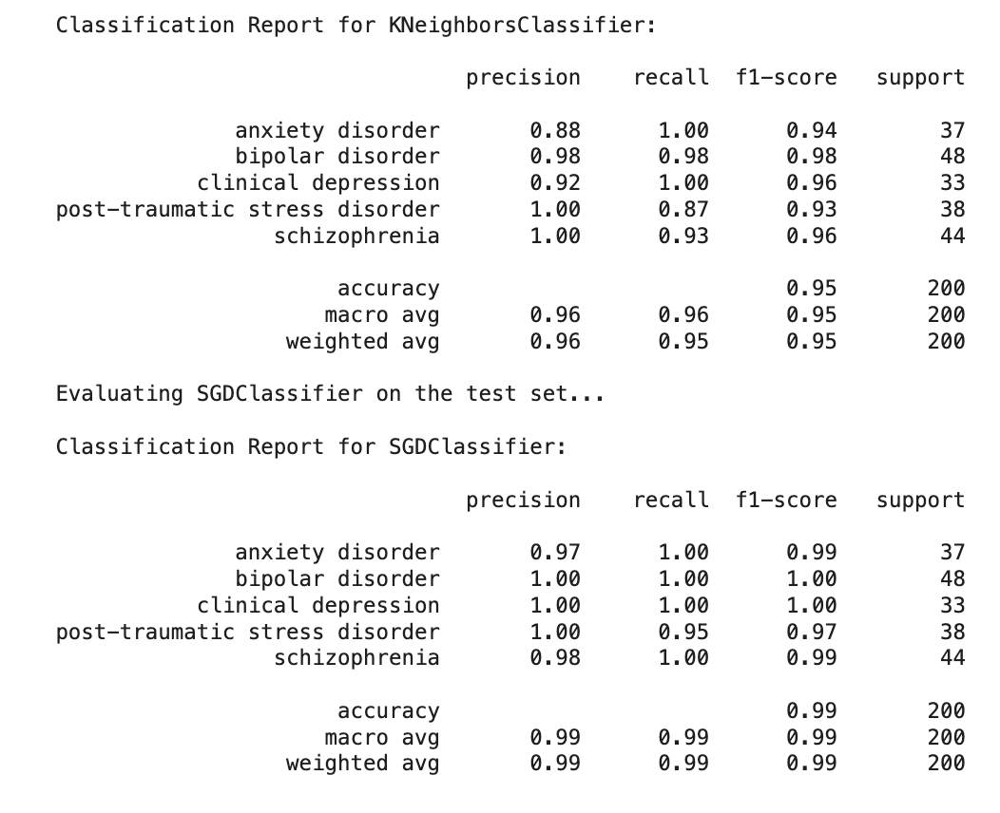 Classification Report for KNeighborsClassifier:
precision recall f1-score support
anxiety disorder 0.88 1.00 0.94 37
bipolar disorder 0.98 0.98 0.98 48
clinical depression 0.92 1.00 0.96 33
post-traumatic stress disorder 1.00 0.87 0.93 38
schizophrenia 1.00 0.93 0.96 44
accuracy 0.95 200
macro avg 0.96 0.96 0.95 200
weighted avg 0.96 0.95 0.95 200
Evaluating SGDClassifier on the test set...
Classification Report for SGDClassifier:
precision recall f1-score support
anxiety disorder 0.97 1.00 0.99 37
bipolar disorder 1.00 1.00 1.00 48
clinical depression 1.00 1.00 1.00 33
post-traumatic stress disorder 1.00 0.95 0.97 38
schizophrenia 0.98 1.00 0.99 44
accuracy 0.99 200
macro avg 0.99 0.99 0.99 200
weighted avg 0.99 0.99 0.99 200